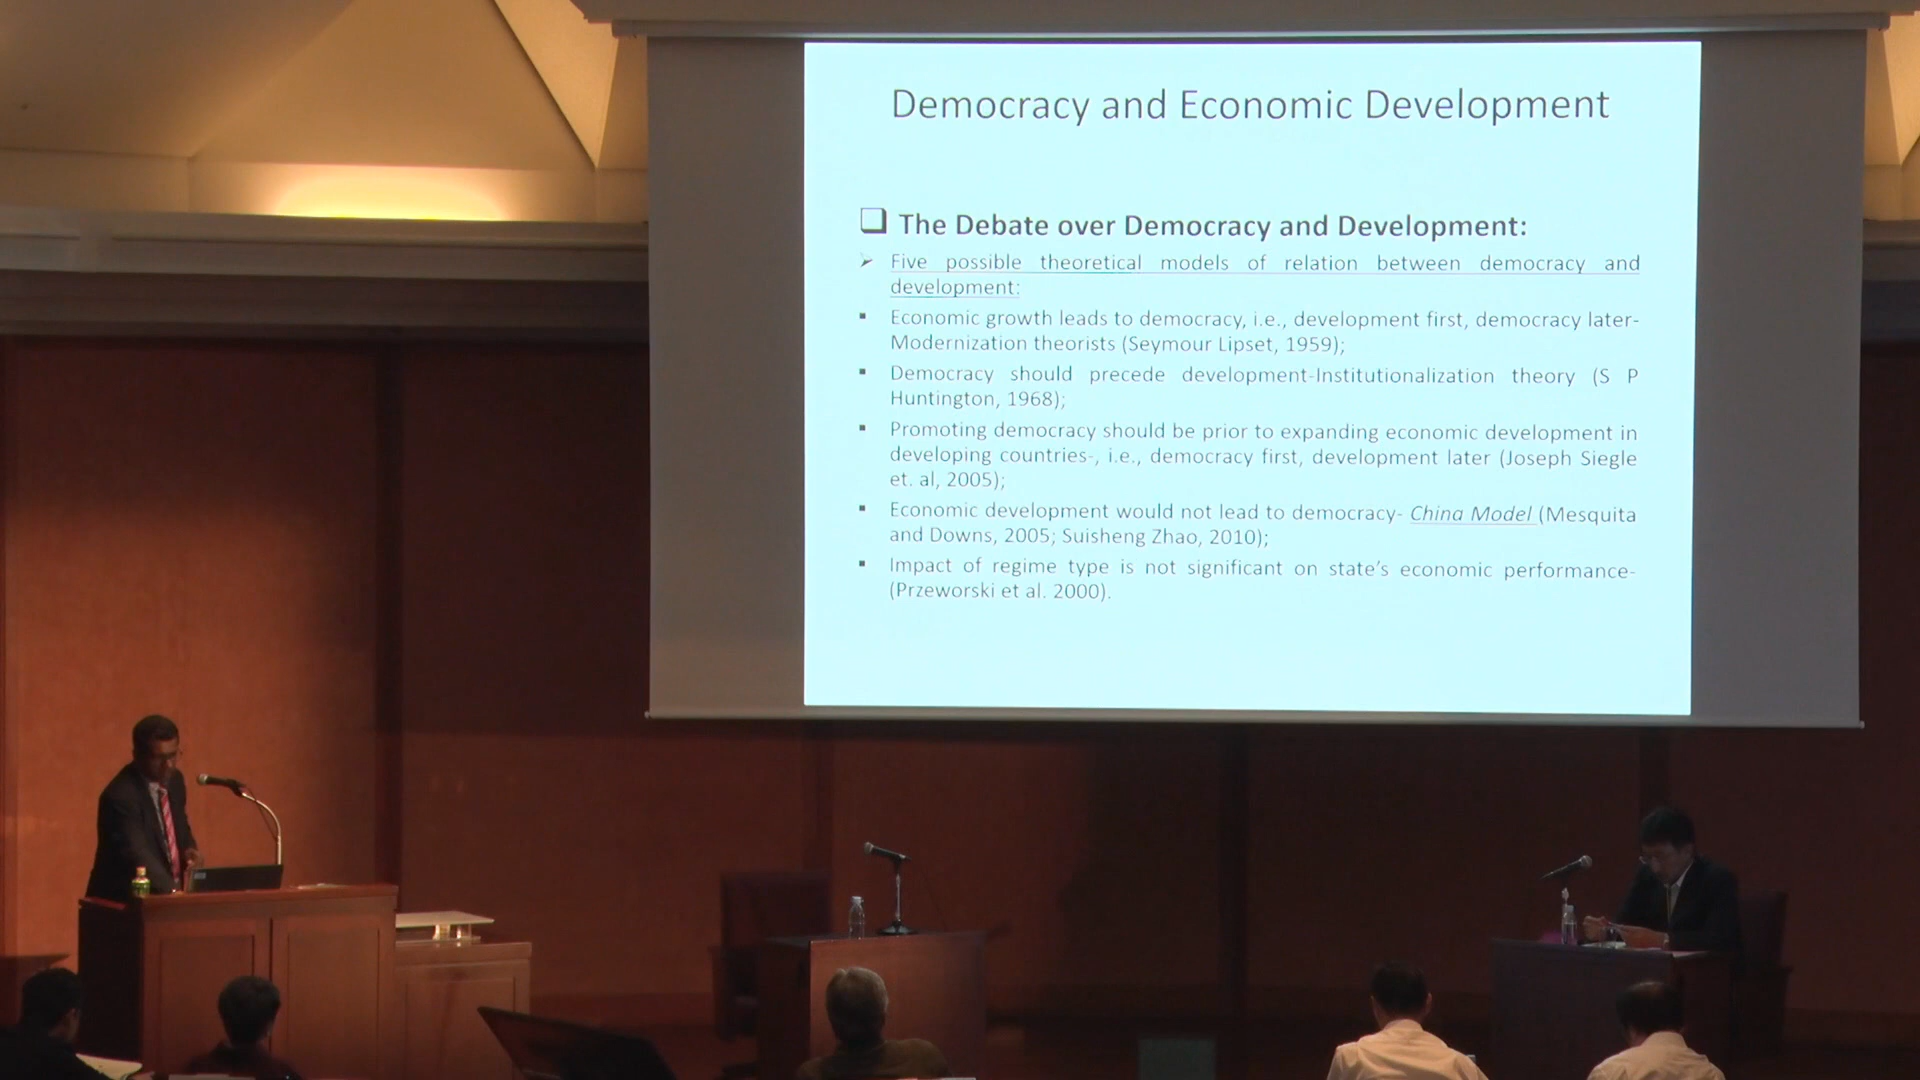 Democracy and Economic Development
The Debate over Democracy and Development:
Five possible theoretical models of relation between democracy and
development:
Economic growth leads to democracy, i.e., development first, democracy later-
Modernization theorists (Seymour Lipset, 1959);
Democracy should precede development-Institutionalization theory (S P
Huntington, 1968);
Promoting democracy should be prior to expanding economic development in
developing countries-, i.e., democracy first, development later (Joseph Siegle
et. al, 2005);
Economic development would not lead to democracy- China Model (Mesquita
and Downs, 2005; Suisheng Zhao, 2010);
Impact of regime type is not significant on state’s economic performance-
(Przeworski et al. 2000).